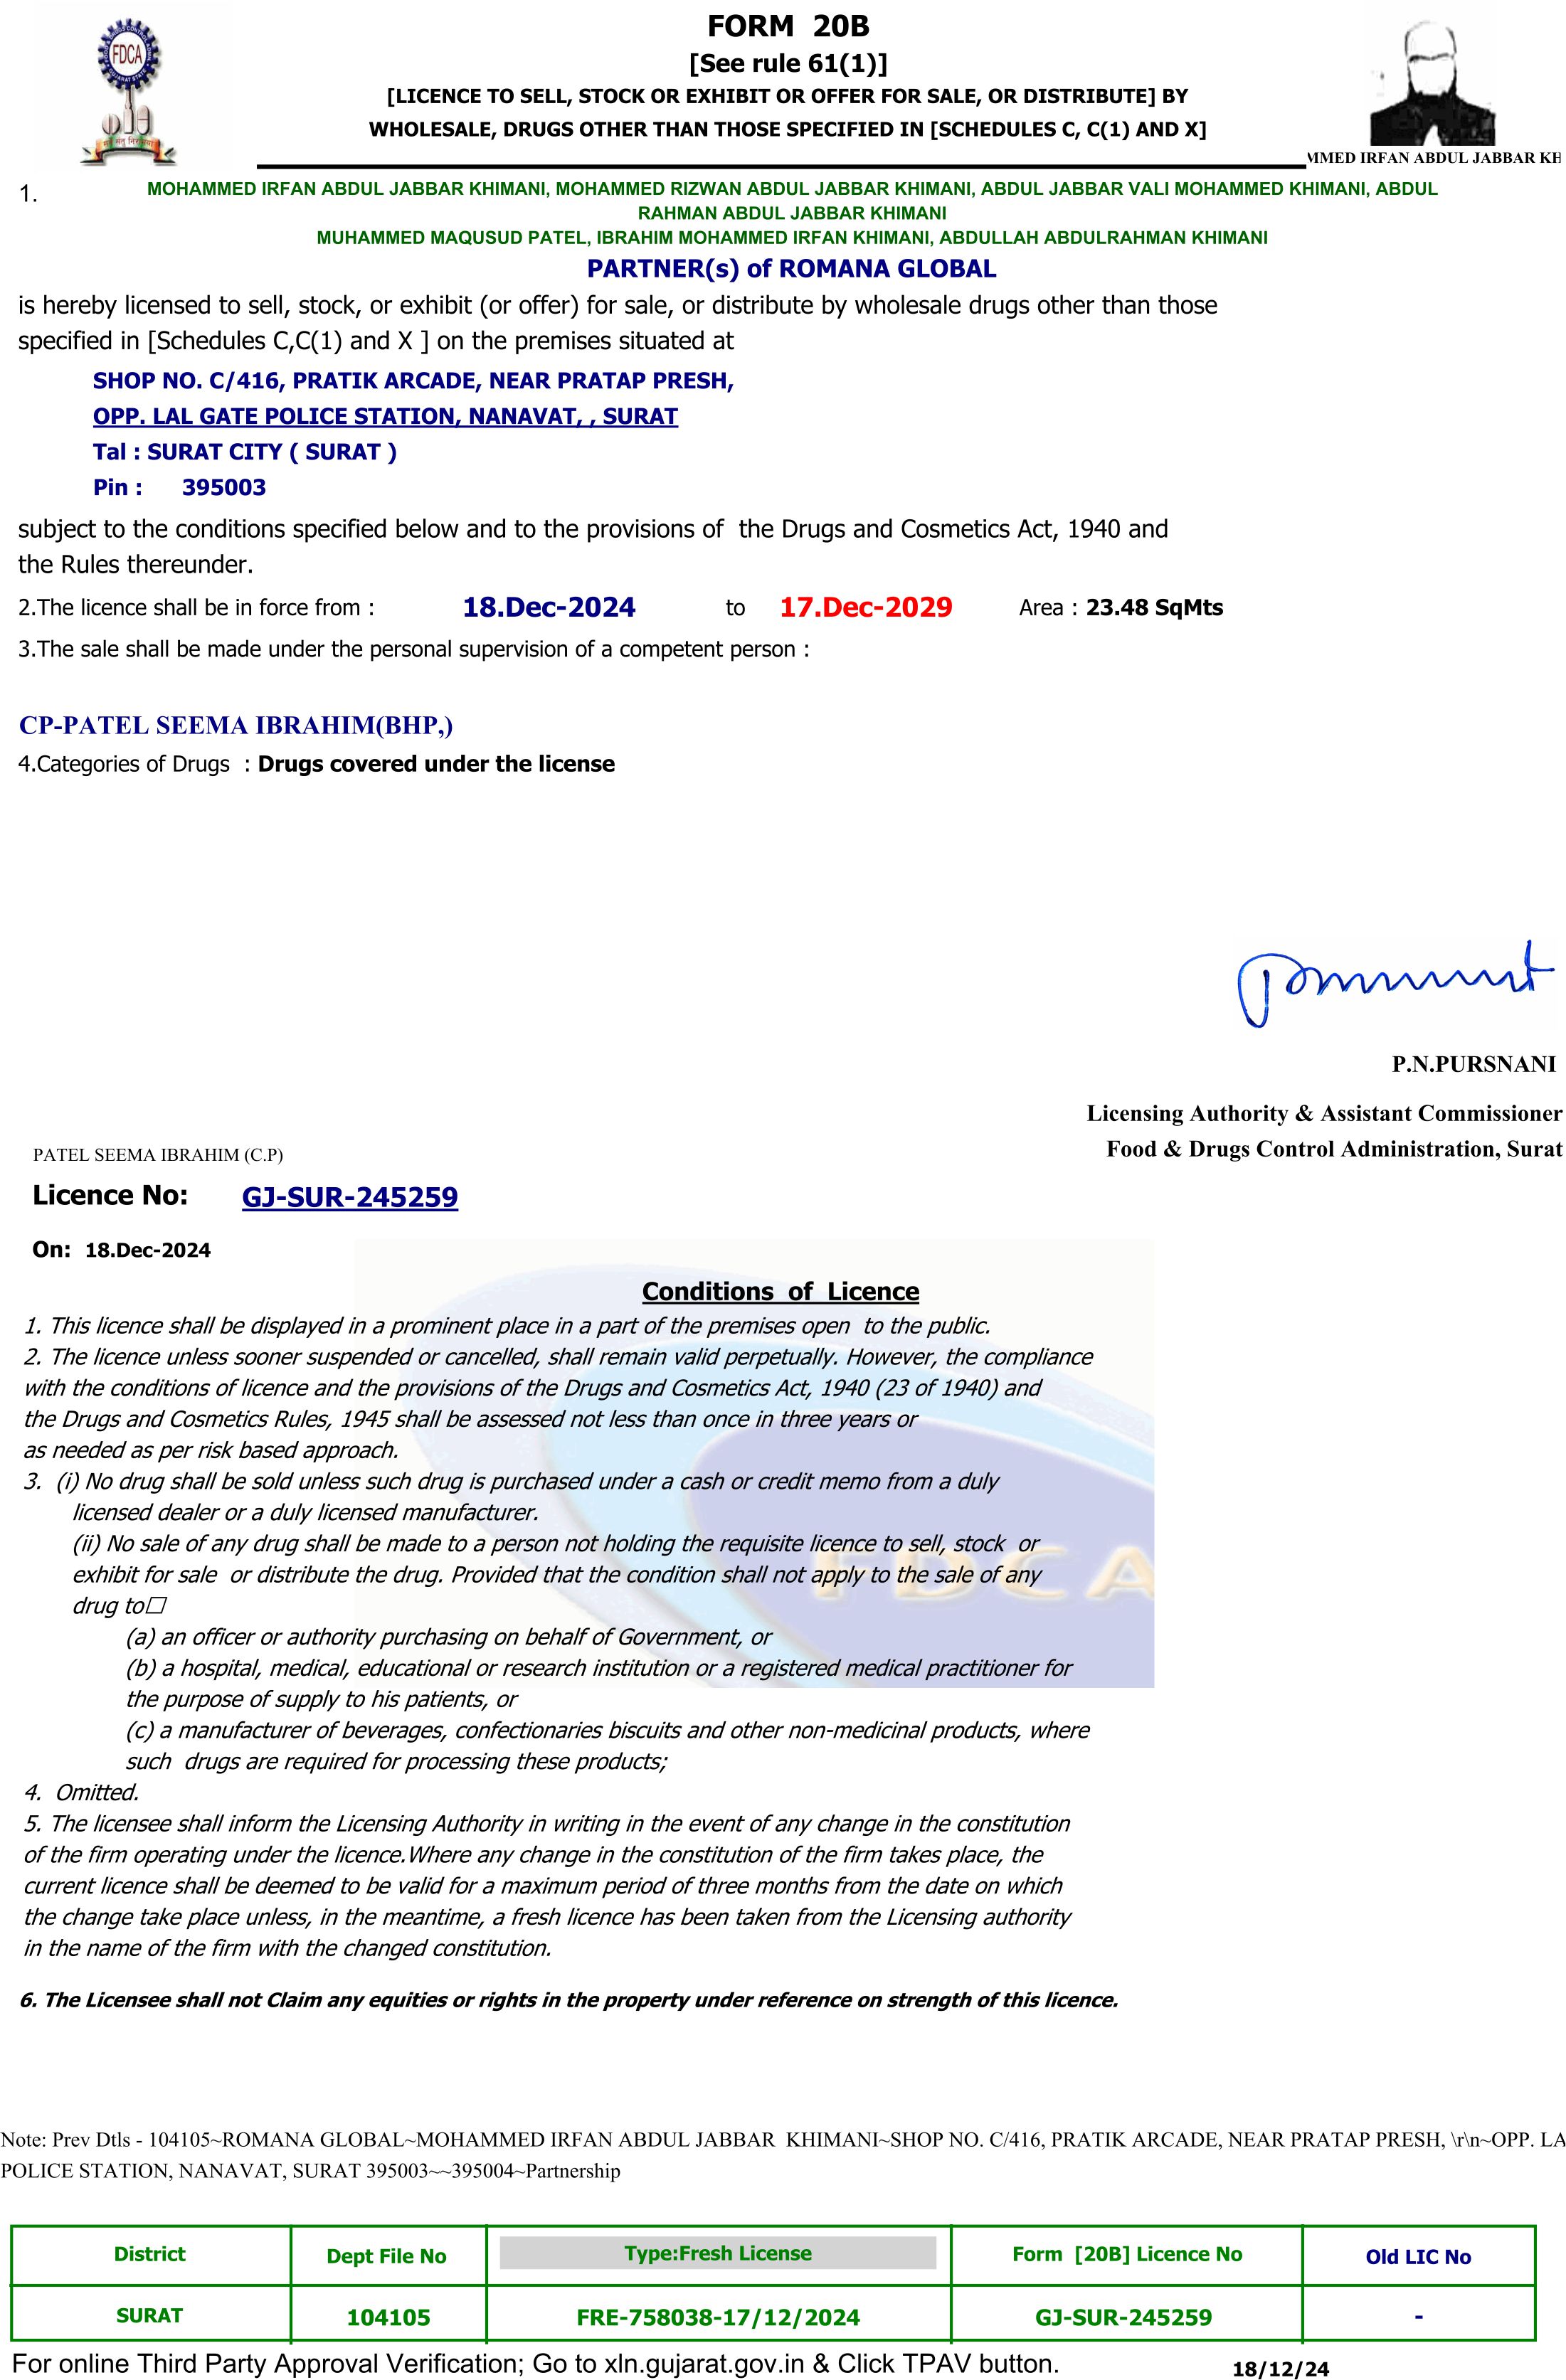 FORM 20B
[See rule 61(1)]
[LICENCE TO SELL, STOCK OR EXHIBIT OR OFFER FOR SALE, OR DISTRIBUTE] BY
WHOLESALE, DRUGS OTHER THAN THOSE SPECIFIED IN [SCHEDULES C, C(1) AND X]
FDCA
MMED IRFAN ABDUL JABBAR KH
1.
MOHAMMED IRFAN ABDUL JABBAR KHIMANI, MOHAMMED RIZWAN ABDUL JABBAR KHIMANI, ABDUL JABBAR VALI MOHAMMED KHIMANI, ABDUL
RAHMAN ABDUL JABBAR KHIMANI
MUHAMMED MAQUSUD PATEL, IBRAHIM MOHAMMED IRFAN KHIMANI, ABDULLAH ABDULRAHMAN KHIMANI
PARTNER(s) of ROMANA GLOBAL
is hereby licensed to sell, stock, or exhibit (or offer) for sale, or distribute by wholesale drugs other than those
specified in [Schedules C,C(1) and X ] on the premises situated at
SHOP NO. C/416, PRATIK ARCADE, NEAR PRATAP PRESH,
OPP. LAL GATE POLICE STATION, NANAVAT, , SURAT
Tal : SURAT CITY ( SURAT )
Pin : 395003
subject to the conditions specified below and to the provisions of the Drugs and Cosmetics Act, 1940 and
the Rules thereunder.
2.The licence shall be in force from : 18.Dec-2024 to 17.Dec-2029 Area : 23.48 SqMts
3.The sale shall be made under the personal supervision of a competent person :
CP-PATEL SEEMA IBRAHIM(BHP,)
4.Categories of Drugs : Drugs covered under the license
P.N.PURSNANI
Licensing Authority & Assistant Commissioner
Food & Drugs Control Administration, Surat
PATEL SEEMA IBRAHIM (C.P)
Licence No: GJ-SUR-245259
On: 18.Dec-2024
Conditions of Licence
1. This licence shall be displayed in a prominent place in a part of the premises open to the public.
2. The licence unless sooner suspended or cancelled, shall remain valid perpetually. However, the compliance
with the conditions of licence and the provisions of the Drugs and Cosmetics Act, 1940 (23 of 1940) and
the Drugs and Cosmetics Rules, 1945 shall be assessed not less than once in three years or
as needed as per risk based approach.
3. (i) No drug shall be sold unless such drug is purchased under a cash or credit memo from a duly
licensed dealer or a duly licensed manufacturer.
(ii) No sale of any drug shall be made to a person not holding the requisite licence to sell, stock or
exhibit for sale or distribute the drug. Provided that the condition shall not apply to the sale of any
drug to□
(a) an officer or authority purchasing on behalf of Government, or
(b) a hospital, medical, educational or research institution or a registered medical practitioner for
the purpose of supply to his patients, or
(c) a manufacturer of beverages, confectionaries biscuits and other non-medicinal products, where
such drugs are required for processing these products;
4. Omitted.
5. The licensee shall inform the Licensing Authority in writing in the event of any change in the constitution
of the firm operating under the licence.Where any change in the constitution of the firm takes place, the
current licence shall be deemed to be valid for a maximum period of three months from the date on which
the change take place unless, in the meantime, a fresh licence has been taken from the Licensing authority
in the name of the firm with the changed constitution.
FDCA
6. The Licensee shall not Claim any equities or rights in the property under reference on strength of this licence.
Note: Prev Dtls - 104105~ROMANA GLOBAL~MOHAMMED IRFAN ABDUL JABBAR KHIMANI~SHOP NO. C/416, PRATIK ARCADE, NEAR PRATAP PRESH, \r\n~OPP. LA
POLICE STATION, NANAVAT, SURAT 395003~~395004~Partnership
District Dept File No Type:Fresh License Form [20B] Licence No Old LIC No
SURAT 104105 FRE-758038-17/12/2024 GJ-SUR-245259 -
For online Third Party Approval Verification; Go to xln.gujarat.gov.in & Click TPAV button. 18/12/24